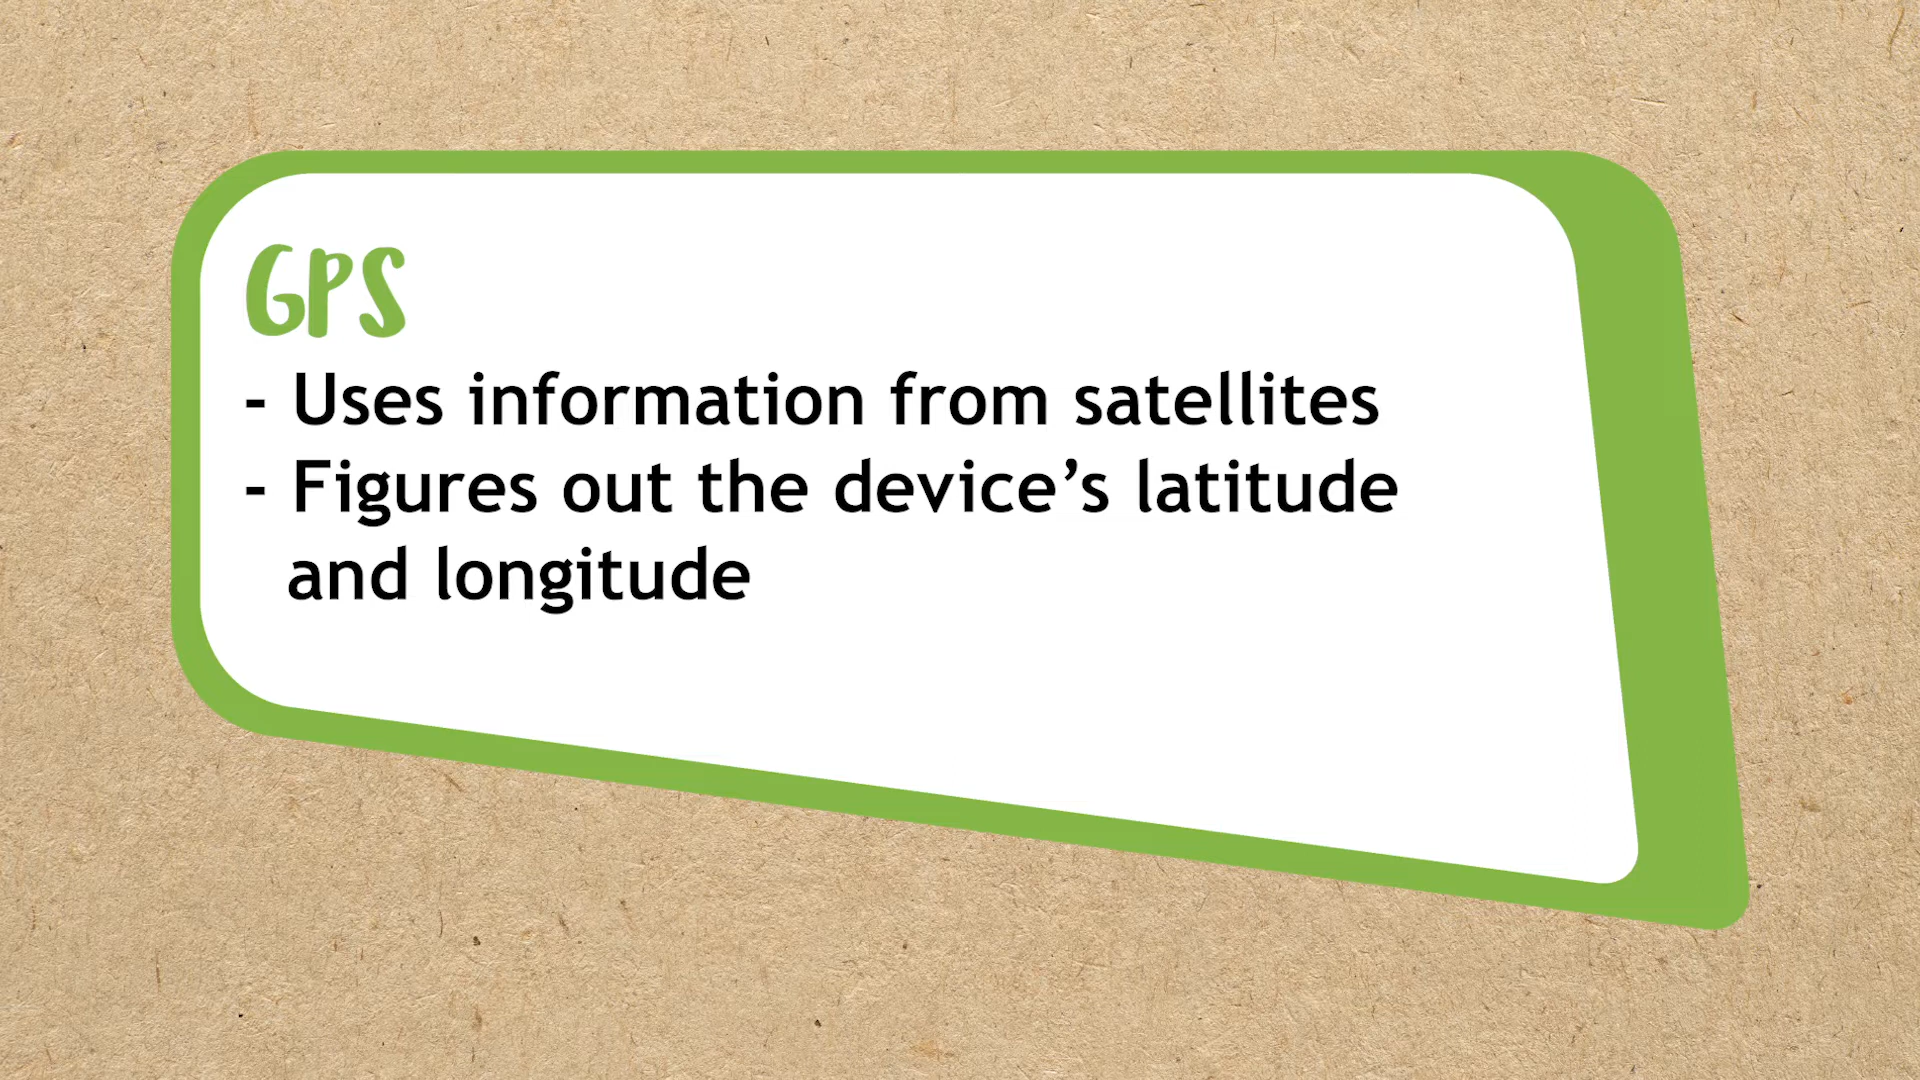 GPS
- Uses information from satellites
- Figures out the device’s latitude
and longitude